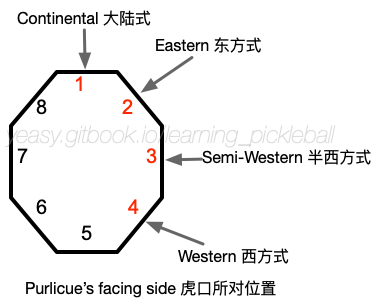 Continental 大陆式
Eastern 东方式
1
8
2
yeasy.gitbook.io/learning_pickleball
7
3
Semi-Western 半西方式
6
4
5
Western 西方式
Purlicue's facing side 虎口所对位置